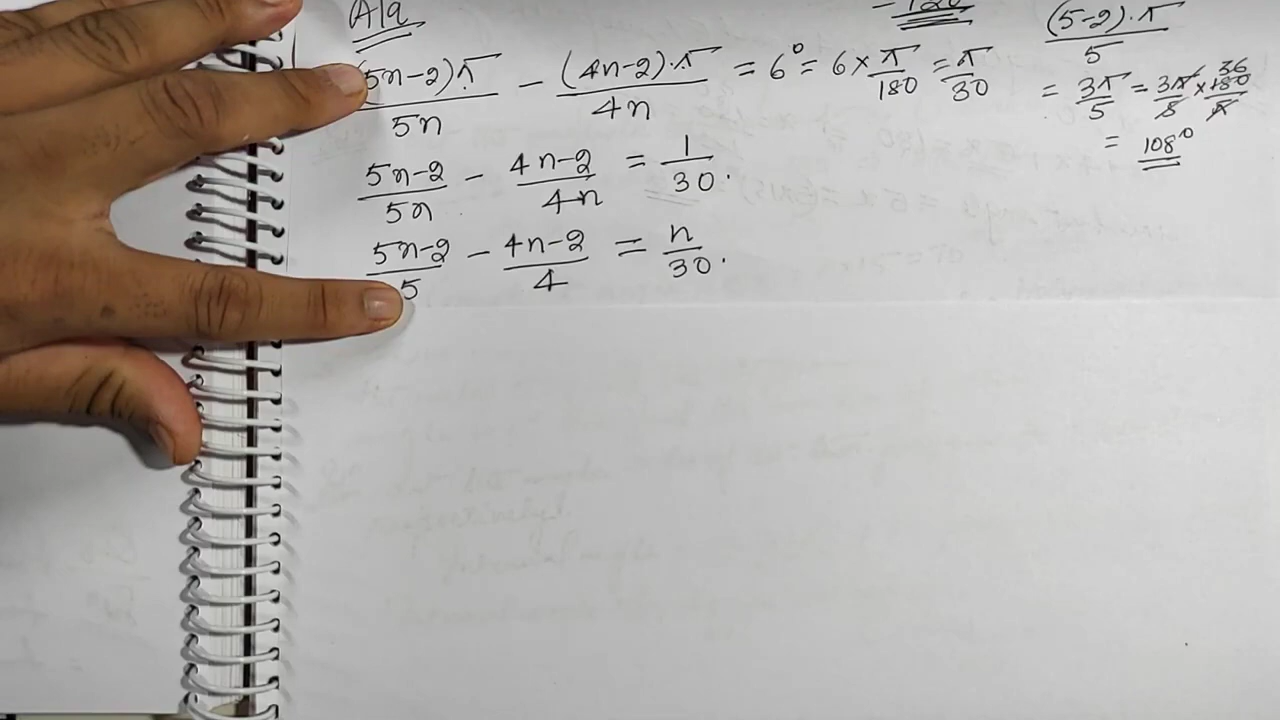 A/q
(5n-2)π/5n - (4n-2)·π/4n = 6° = 6 × π/180 = π/30
5n-2/5n - 4n-2/4n = 1/30.
5n-2/5 - 4n-2/4 = n/30.
(5-2)·π/5
= 3π/5 = 3π/5 × 180/π 36
= 108°